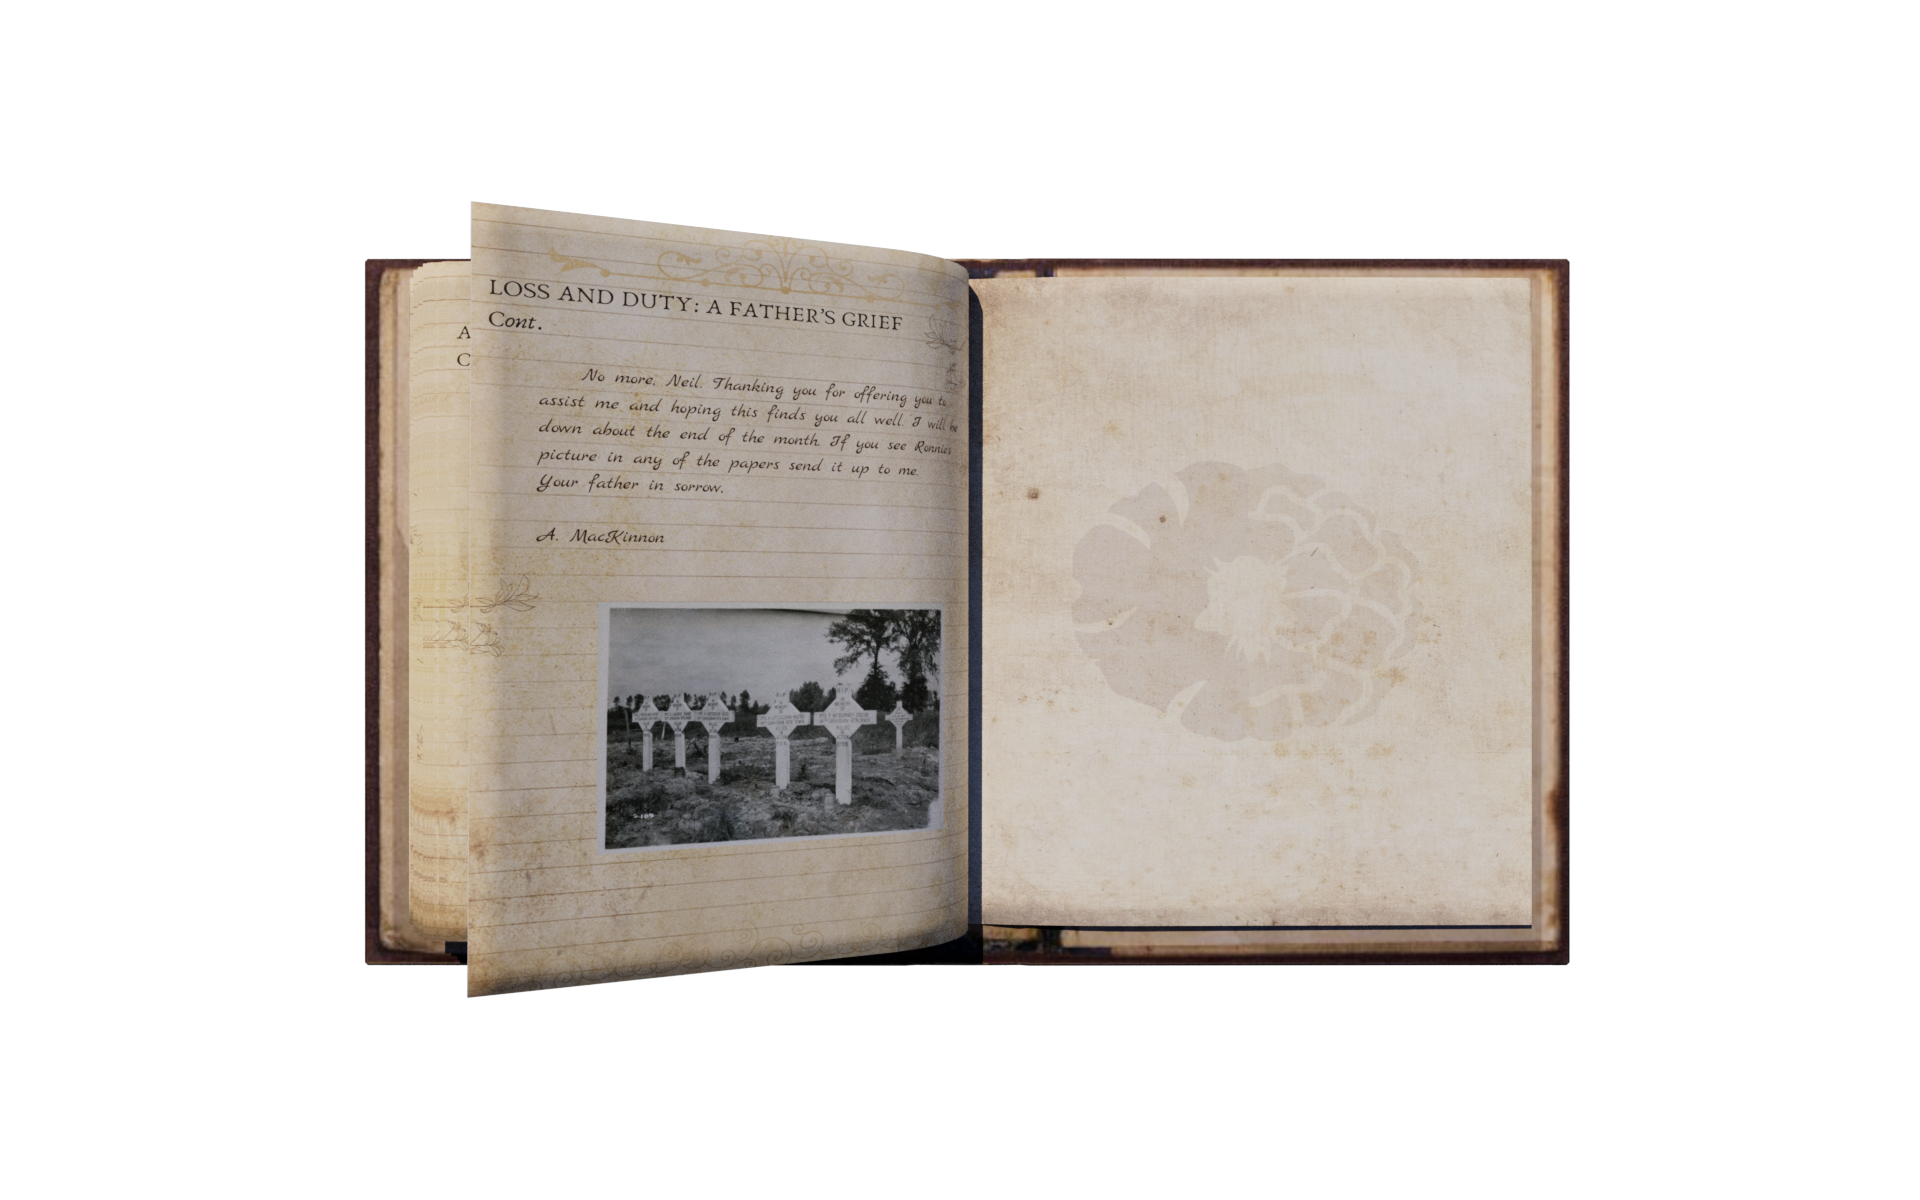 LOSS AND DUTY: A FATHER'S GRIEF
Cont.
No more, Neil. Thanking you for offering you to
assist me and hoping this finds you all well. I will be
down about the end of the month. If you see Ronnies
picture in any of the papers send it up to me.
Your father in sorrow,
A. MacKinnon
A
C